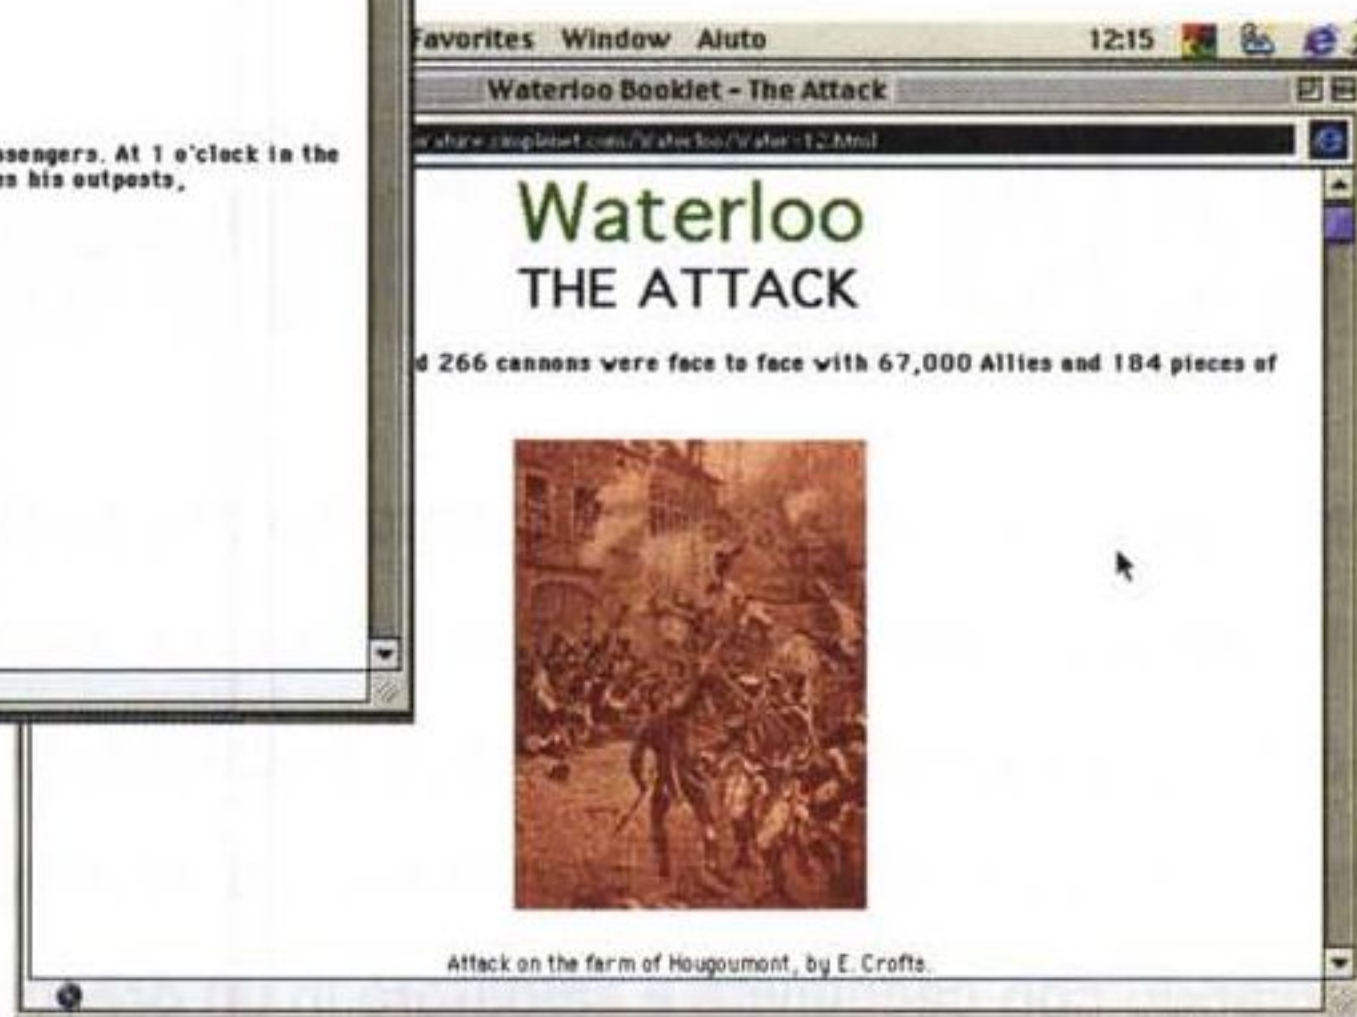 Favorites Window Aiuto 12:15
Waterloo Booklet - The Attack
ssengers. At 1 o'clock in the
es his outposts,
Waterloo
THE ATTACK
d 266 cannons were face to face with 67,000 Allies and 184 pieces of
Attack on the farm of Hougoumont, by E. Crofts.